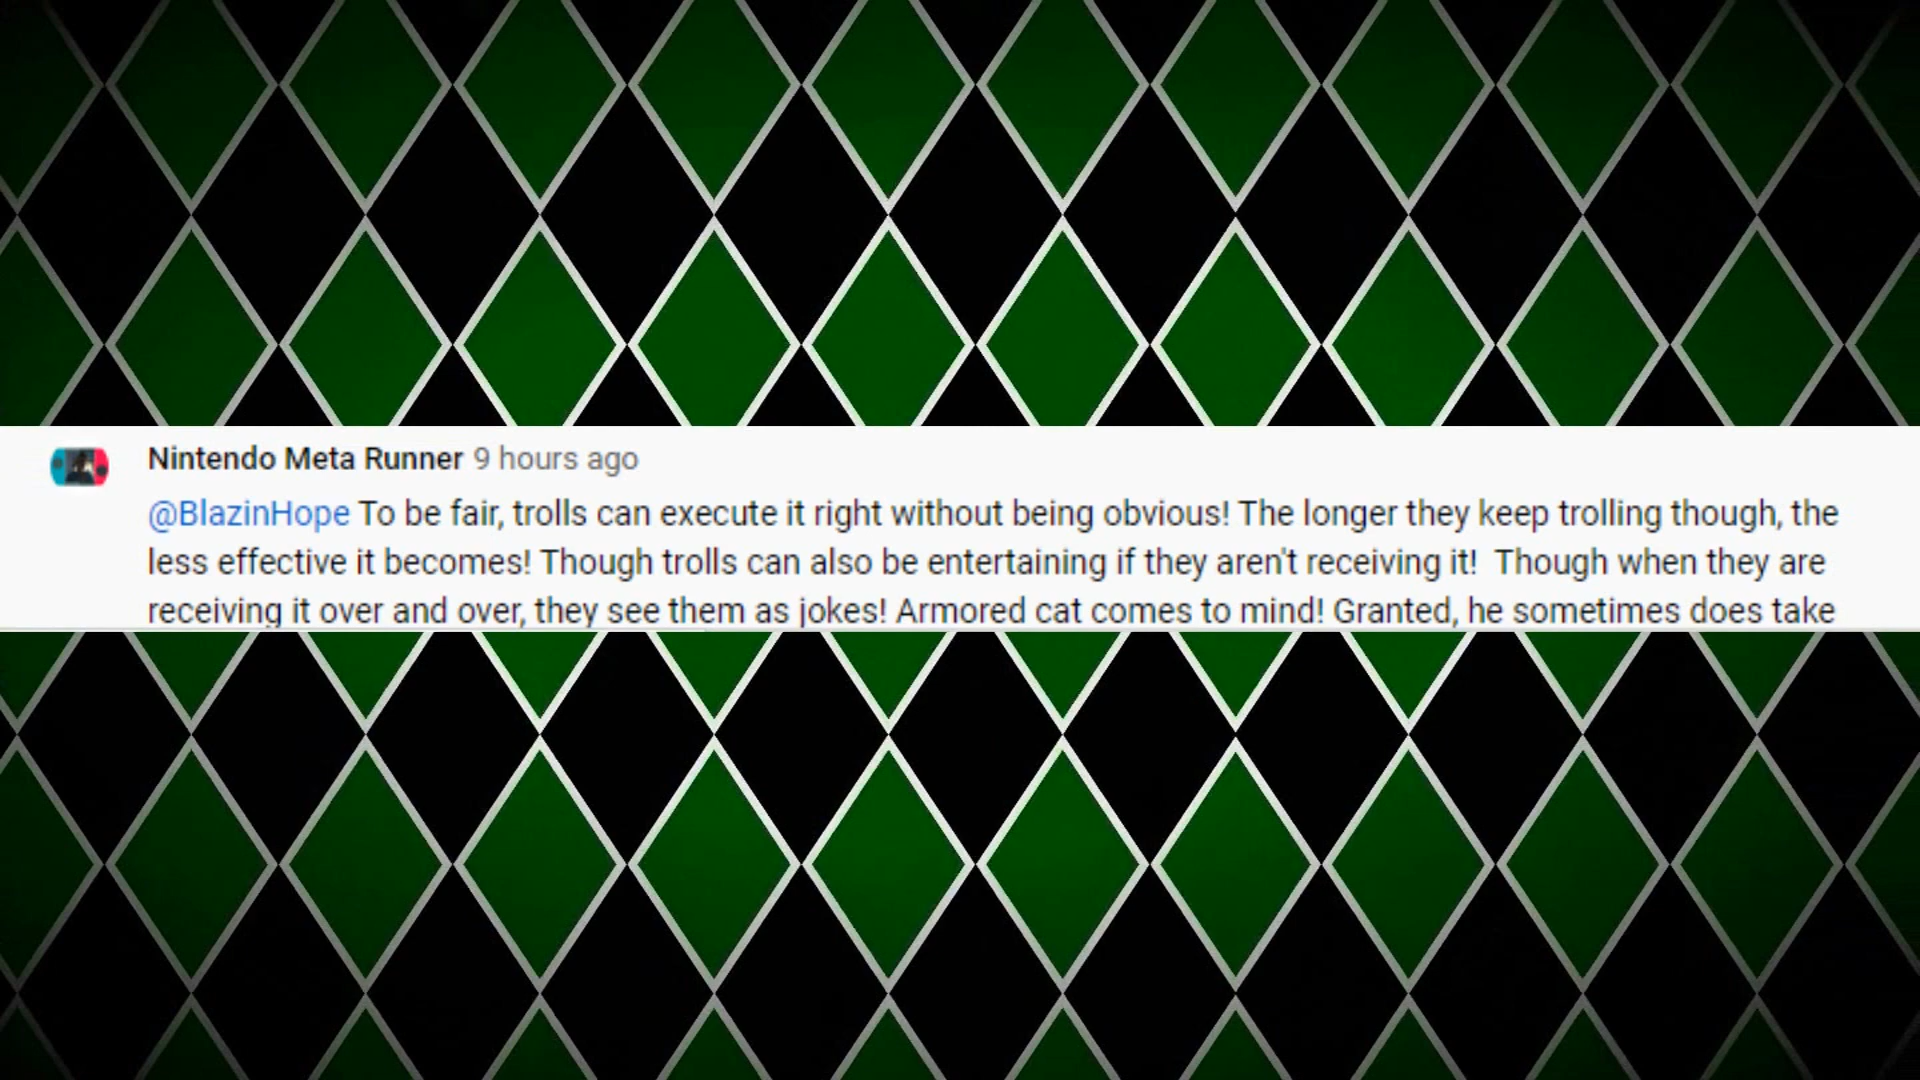 Nintendo Meta Runner 9 hours ago
@BlazinHope To be fair, trolls can execute it right without being obvious! The longer they keep trolling though, the
less effective it becomes! Though trolls can also be entertaining if they aren't receiving it!  Though when they are
receiving it over and over, they see them as jokes! Armored cat comes to mind! Granted, he sometimes does take